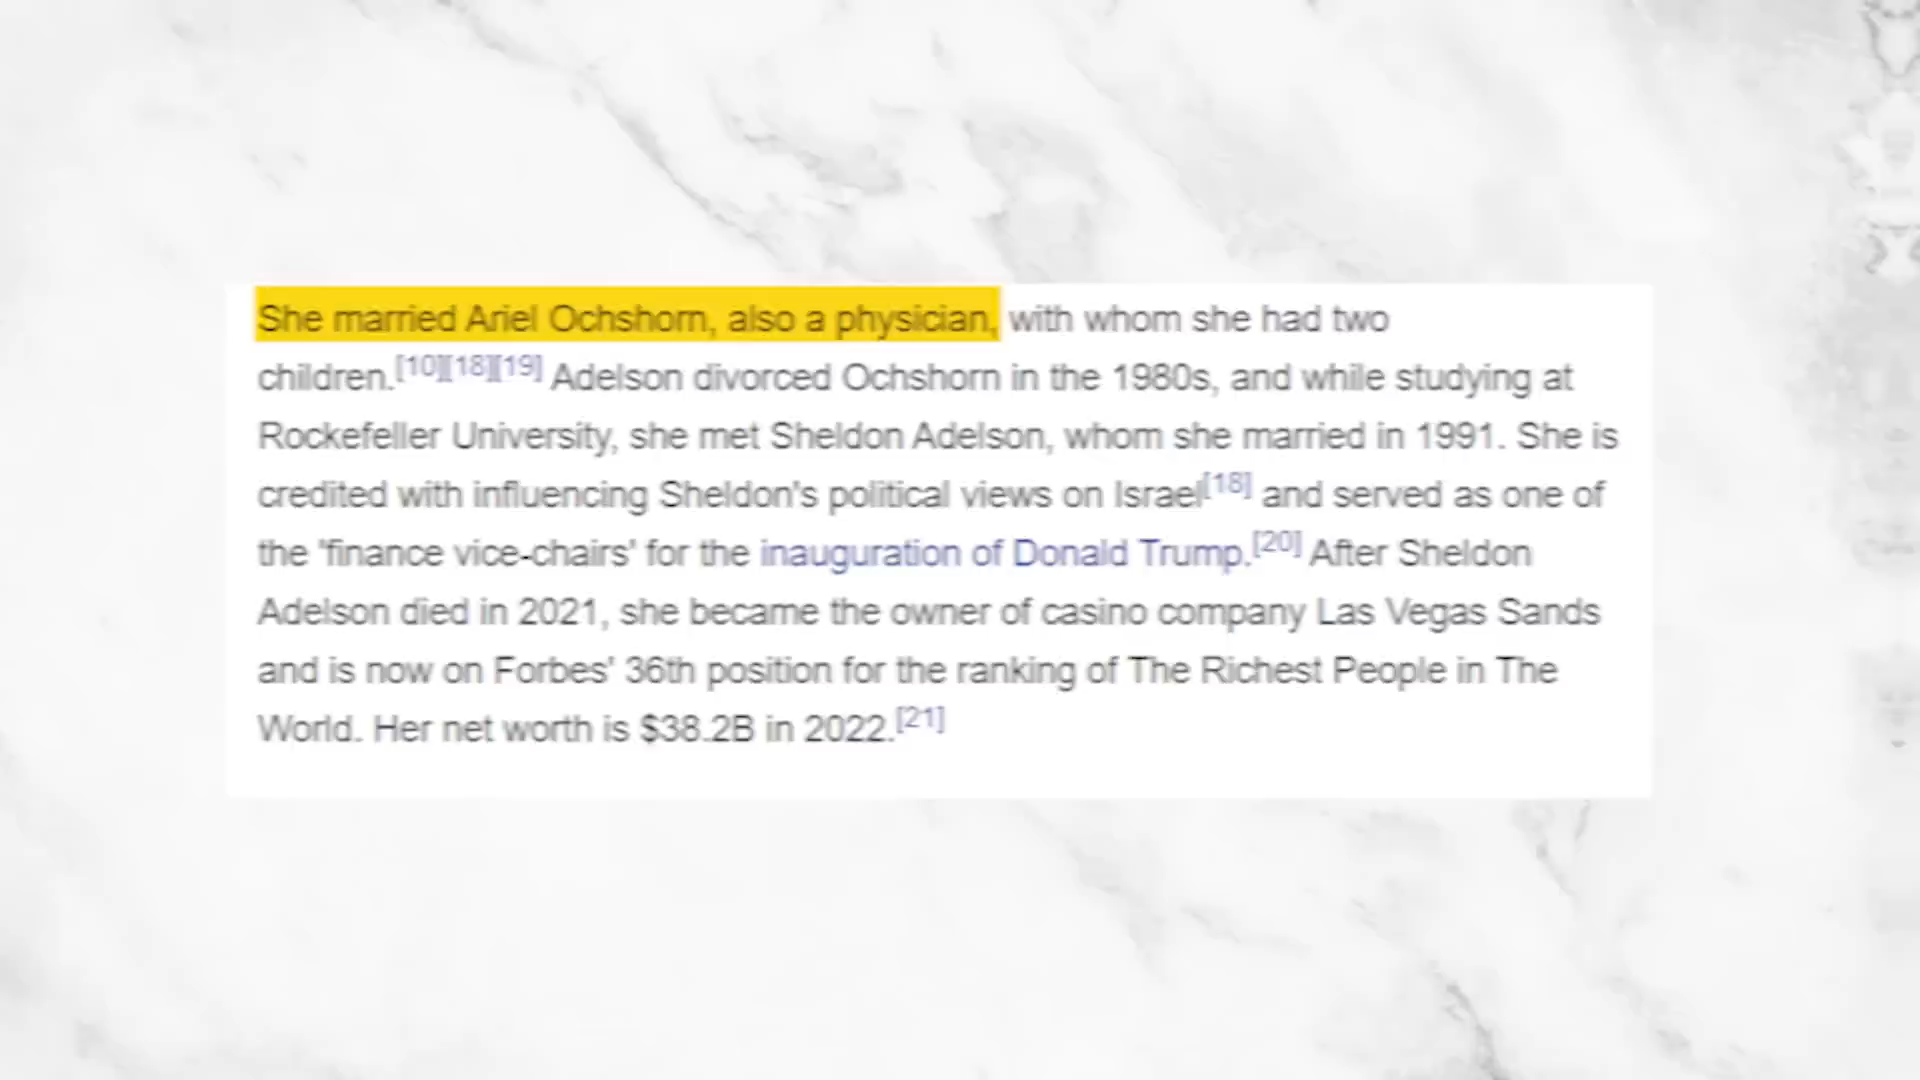 She married Ariel Ochshorn, also a physician, with whom she had two
children.[10][18][19] Adelson divorced Ochshorn in the 1980s, and while studying at
Rockefeller University, she met Sheldon Adelson, whom she married in 1991. She is
credited with influencing Sheldon's political views on Israel[18] and served as one of
the 'finance vice-chairs' for the inauguration of Donald Trump.[20] After Sheldon
Adelson died in 2021, she became the owner of casino company Las Vegas Sands
and is now on Forbes' 36th position for the ranking of The Richest People in The
World. Her net worth is $38.2B in 2022.[21]